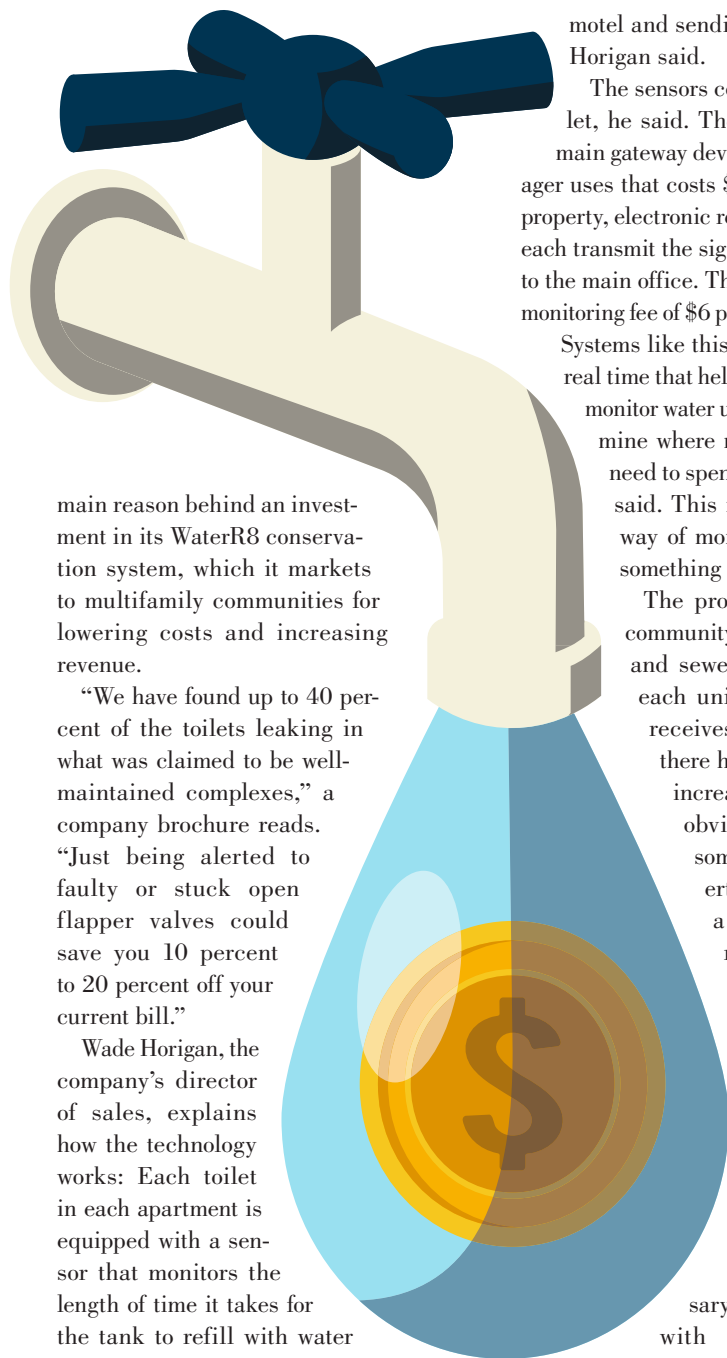 main reason behind an invest-
ment in its WaterR8 conserva-
tion system, which it markets
to multifamily communities for
lowering costs and increasing
revenue.
“We have found up to 40 per-
cent of the toilets leaking in
what was claimed to be well-
maintained complexes,” a
company brochure reads.
“Just being alerted to
faulty or stuck open
flapper valves could
save you 10 percent
to 20 percent off your
current bill.”
Wade Horigan, the
company’s director
of sales, explains
how the technology
works: Each toilet
in each apartment is
equipped with a sen-
sor that monitors the
length of time it takes for
the tank to refill with water
$
motel and sendi
Horigan said.
The sensors c
let, he said. Th
main gateway dev
ager uses that costs $
property, electronic r
each transmit the sig
to the main office. Th
monitoring fee of $6 p
Systems like this
real time that hel
monitor water u
mine where
need to spen
said. This
way of mo
something
The pro
community
and sewe
each uni
receives
there h
increa
obvi
som
ert
a
sary
with